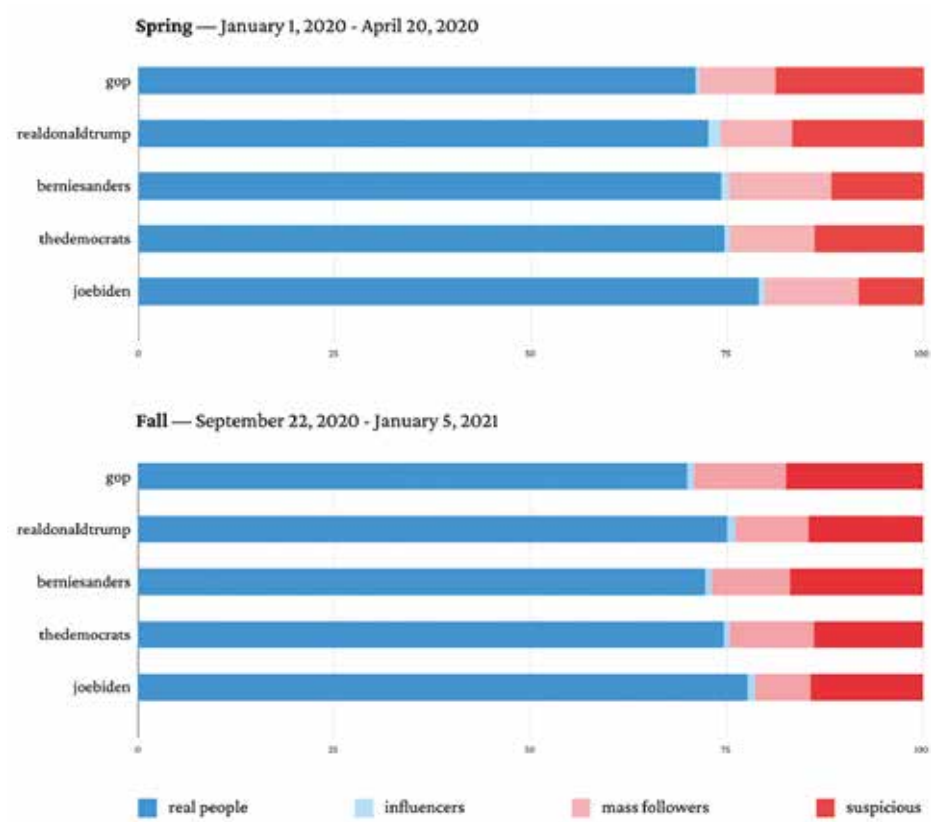 Spring — January 1, 2020 - April 20, 2020
gop
realdonaldtrump
berniesanders
thedemocrats
joebiden
0 25 50 75 100
Fall — September 22, 2020 - January 5, 2021
gop
realdonaldtrump
berniesanders
thedemocrats
joebiden
0 25 50 75 100
real people influencers mass followers suspicious